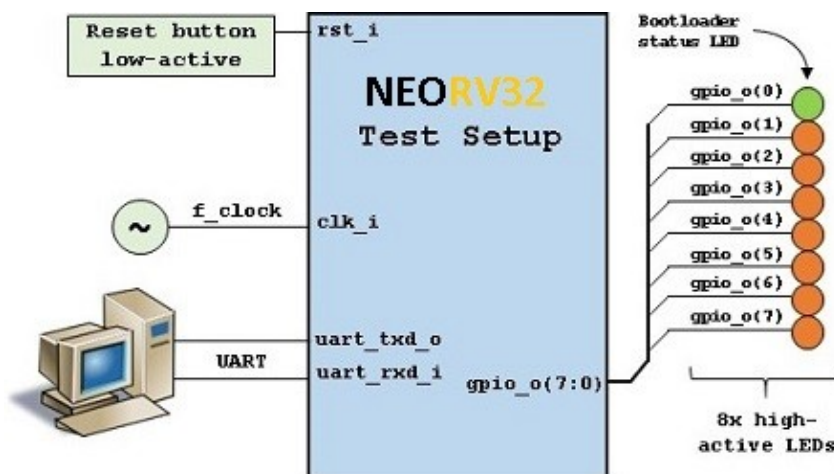 Reset button
low-active
rst_i
NEORV32
Test Setup
f_clock
~
clk_i
uart_txd_o
UART
uart_rxd_i
gpio_o(7:0)
Bootloader
status LED
gpio_o(0)
gpio_o(1)
gpio_o(2)
gpio_o(3)
gpio_o(4)
gpio_o(5)
gpio_o(6)
gpio_o(7)
8x high-
active LEDs